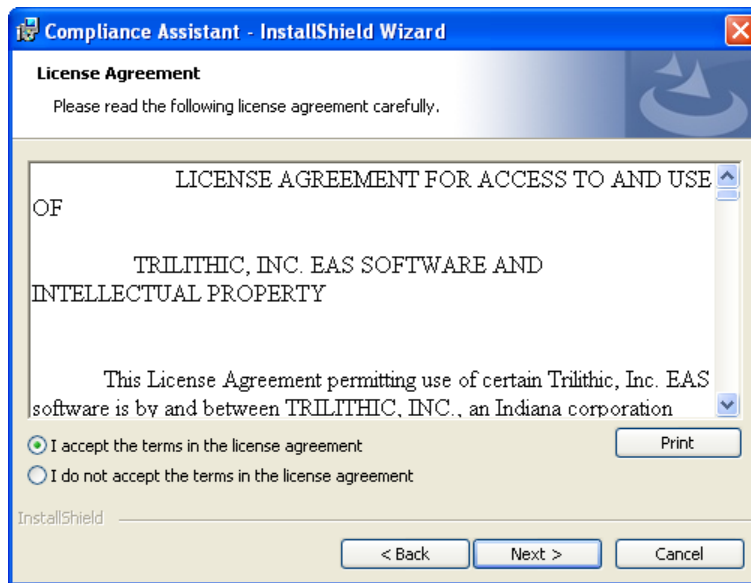 Compliance Assistant - InstallShield Wizard
License Agreement
Please read the following license agreement carefully.
LICENSE AGREEMENT FOR ACCESS TO AND USE
OF
TRILITHIC, INC. EAS SOFTWARE AND
INTELLECTUAL PROPERTY
This License Agreement permitting use of certain Trilithic, Inc. EAS
software is by and between TRILITHIC, INC., an Indiana corporation
I accept the terms in the license agreement
Print
I do not accept the terms in the license agreement
InstallShield
< Back Next > Cancel